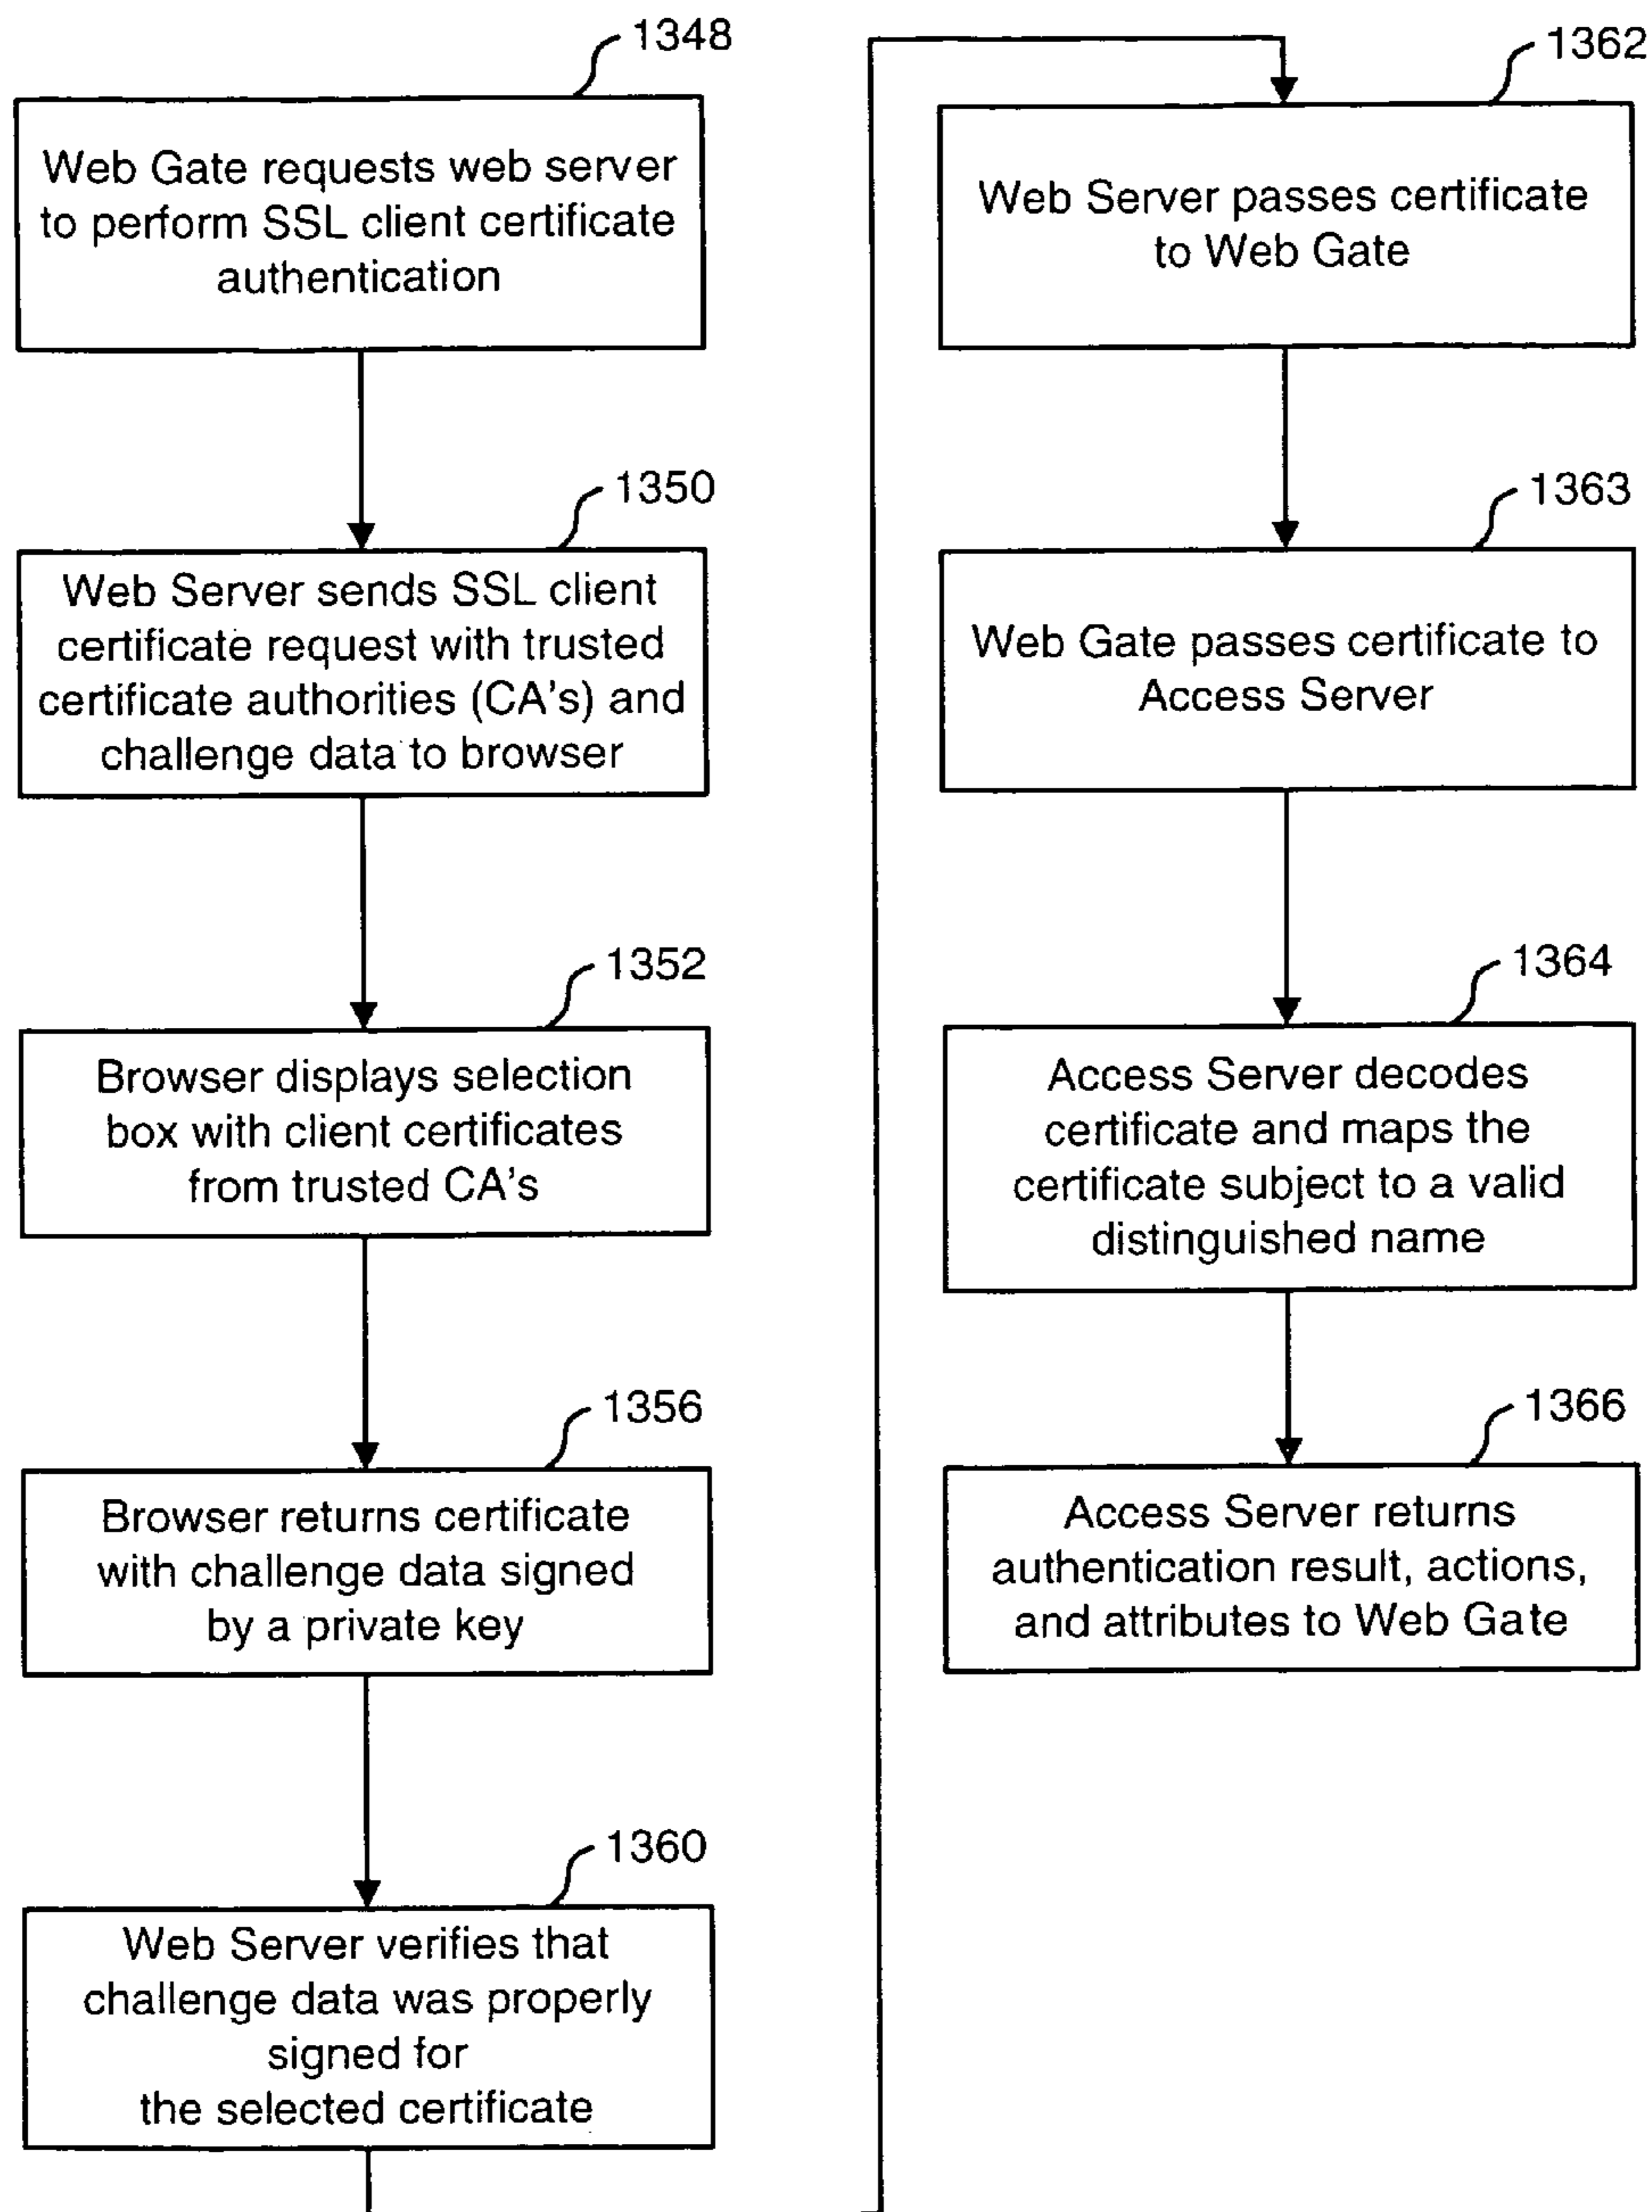 1348
Web Gate requests web server
to perform SSL client certificate
authentication
1350
Web Server sends SSL client
certificate request with trusted
certificate authorities (CA's) and
challenge data to browser
1352
Browser displays selection
box with client certificates
from trusted CA's
1356
Browser returns certificate
with challenge data signed
by a private key
1360
Web Server verifies that
challenge data was properly
signed for
the selected certificate
1362
Web Server passes certificate
to Web Gate
1363
Web Gate passes certificate to
Access Server
1364
Access Server decodes
certificate and maps the
certificate subject to a valid
distinguished name
1366
Access Server returns
authentication result, actions,
and attributes to Web Gate